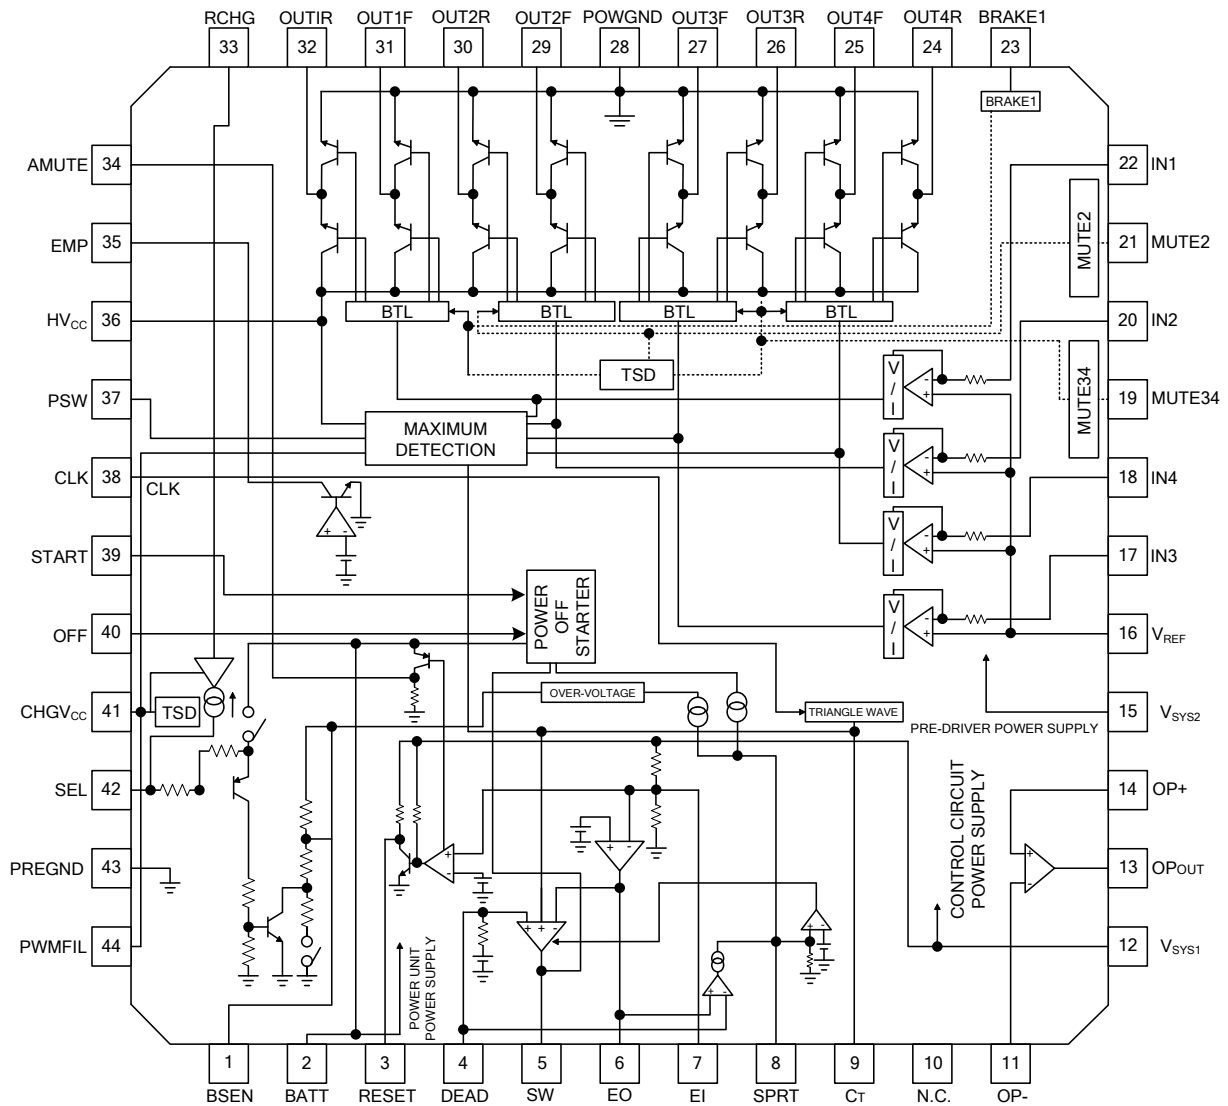 RCHG OUTIR OUT1F OUT2R OUT2F POWGND OUT3F OUT3R OUT4F OUT4R BRAKE1
33 32 31 30 29 28 27 26 25 24 23
BRAKE1
AMUTE 34
22 IN1
EMP 35
MUTE2
21 MUTE2
HVCC 36
BTL BTL BTL BTL
20 IN2
TSD
V/I - +
PSW 37
MUTE34
19 MUTE34
MAXIMUM
DETECTION
V/I - +
CLK 38
CLK
18 IN4
+ -
V/I - +
START 39
17 IN3
POWER
OFF
STARTER
V/I - +
OFF 40
16 VREF
OVER-VOLTAGE
CHGVCC 41
TSD
TRIANGLE WAVE
PRE-DRIVER POWER SUPPLY
15 VSYS2
SEL 42
14 OP+
CONTROL CIRCUIT
POWER SUPPLY
+ -
+ -
+ -
PREGND 43
13 OPOUT
PWMFIL 44
+ + -
+ -
12 VSYS1
POWER UNIT
POWER SUPPLY
+ -
1 2 3 4 5 6 7 8 9 10 11
BSEN BATT RESET DEAD SW EO EI SPRT CT N.C. OP-